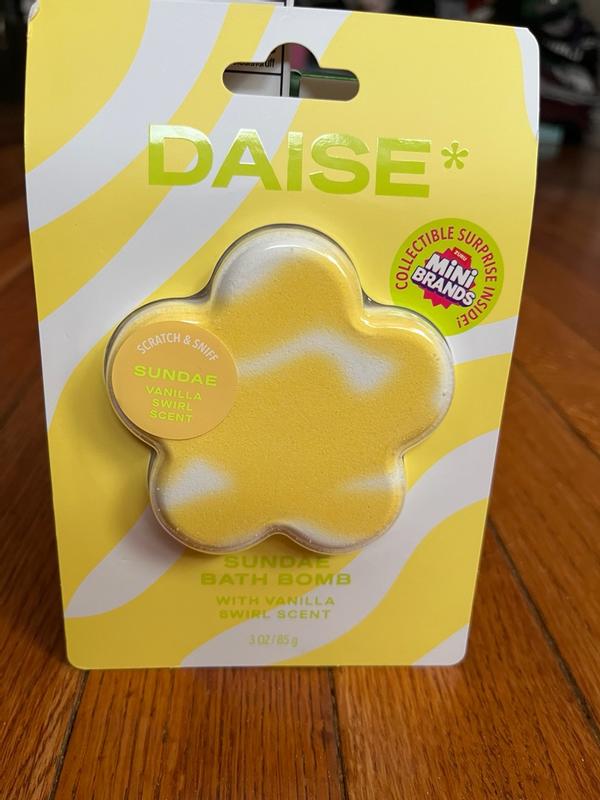 DAISE*
COLLECTIBLE SURPRISE INSIDE!
ZURU
MINI
BRANDS
SCRATCH & SNIFF
SUNDAE
VANILLA
SWIRL
SCENT
SUNDAE
BATH BOMB
WITH VANILLA
SWIRL SCENT
3 OZ / 85 g